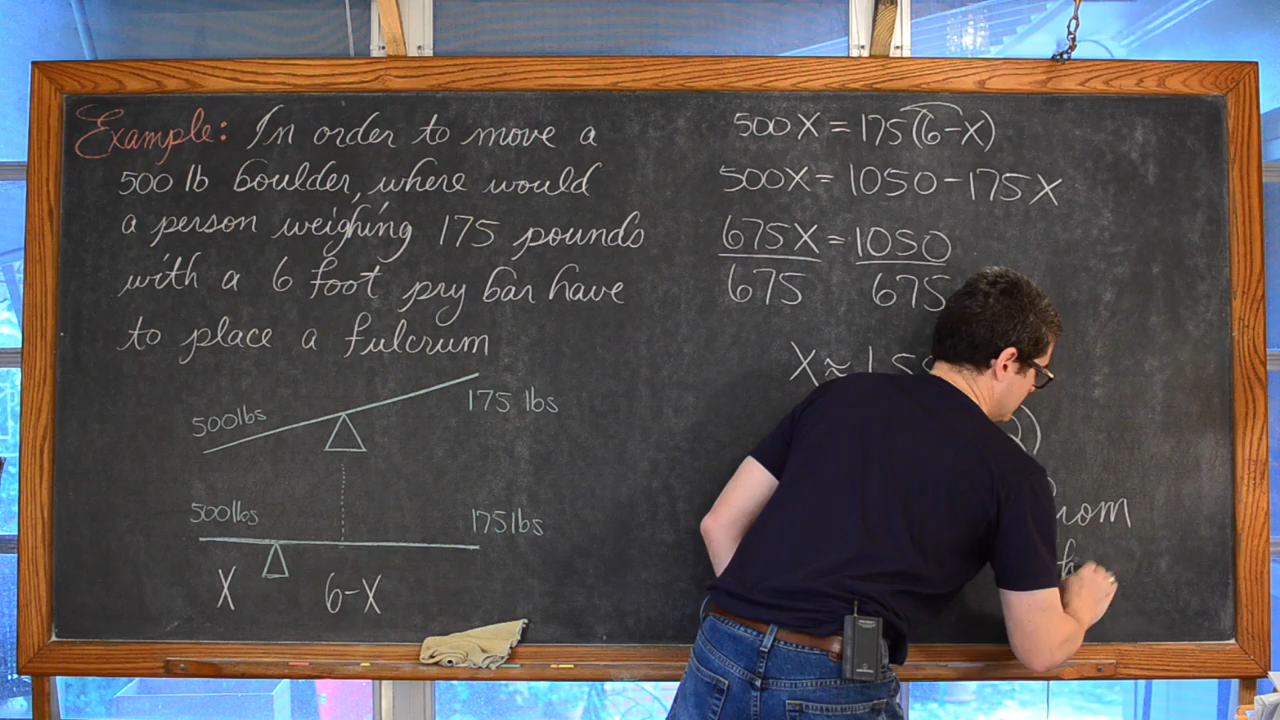 Example: In order to move a
500 lb boulder, where would
a person weighing 175 pounds
with a 6 foot pry bar have
to place a fulcrum
500lbs
175 lbs
500lbs
175lbs
X 6-X
500X = 175(6-X)
500X = 1050-175X
675X = 1050
675 675
X ≈ 1.5